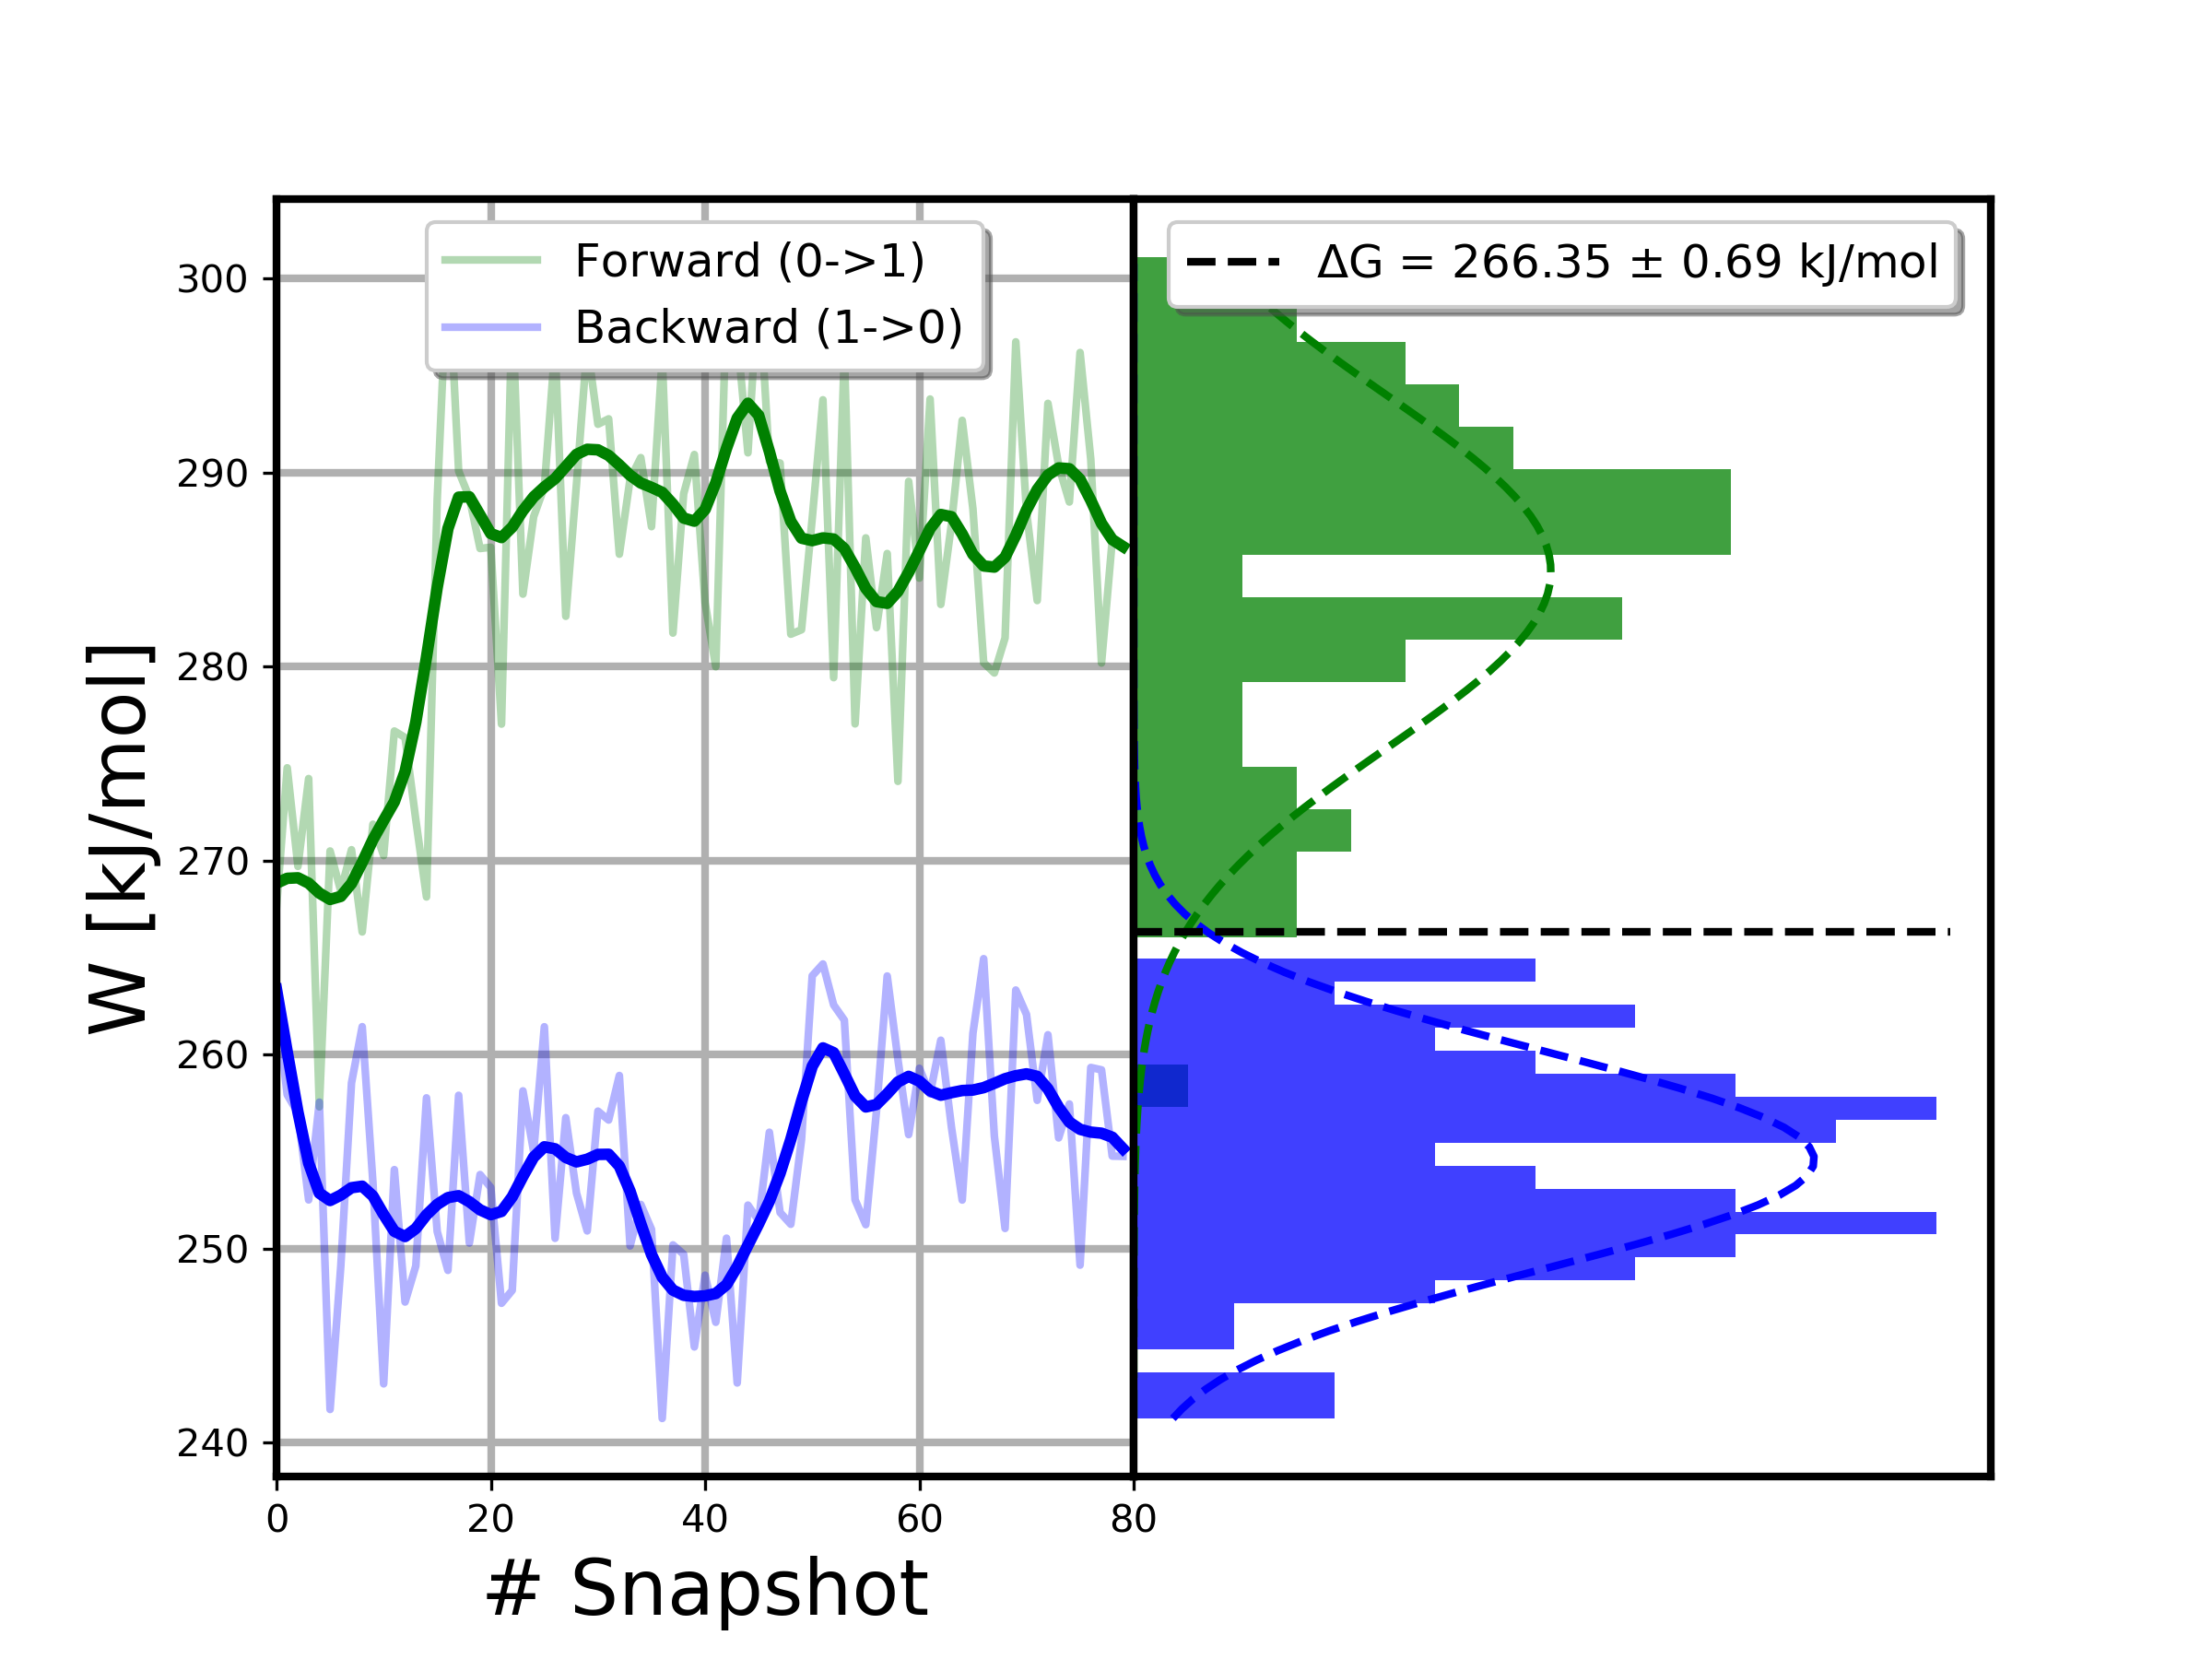 Forward (0->1)
Backward (1->0)
ΔG = 266.35 ± 0.69 kJ/mol
W [kJ/mol]
300
290
280
270
260
250
240
0 20 40 60 80
# Snapshot